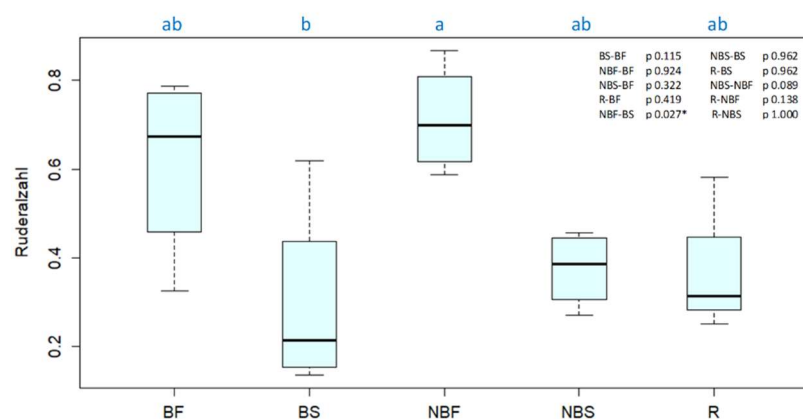 ab b a ab ab
BS-BF p 0.115 NBS-BS p 0.962
NBF-BF p 0.924 R-BS p 0.962
NBS-BF p 0.322 NBS-NBF p 0.089
R-BF p 0.419 R-NBF p 0.138
NBF-BS p 0.027* R-NBS p 1.000
Ruderalzahl
0.8
0.6
0.4
0.2
BF BS NBF NBS R